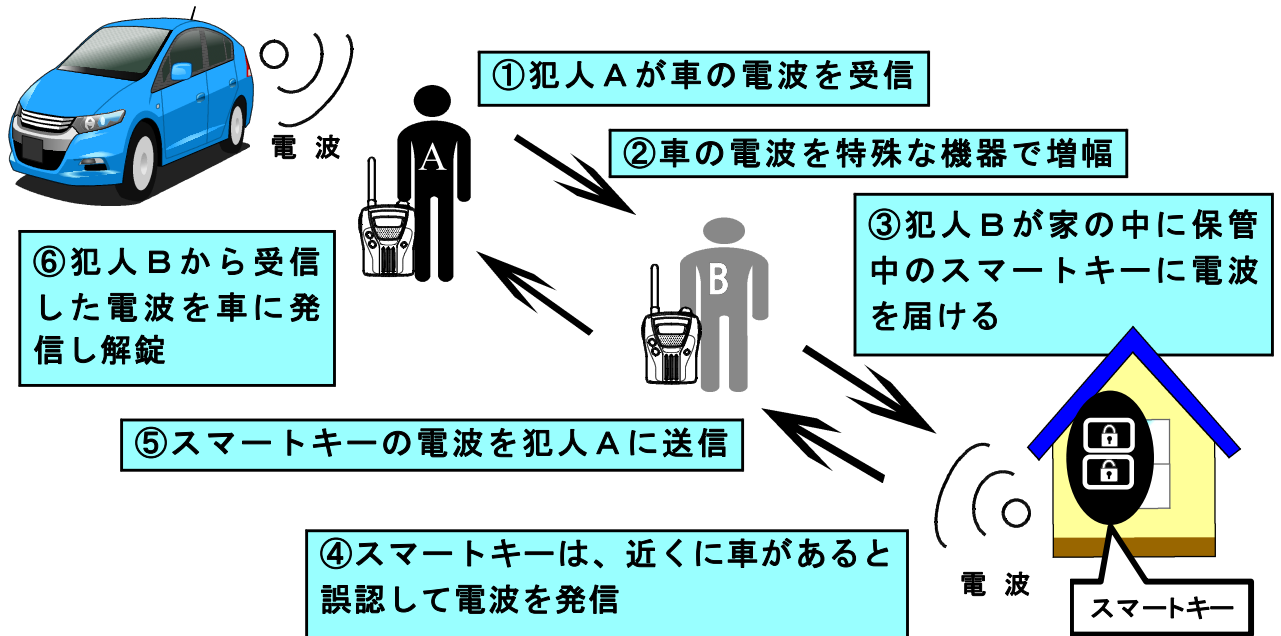 ①犯人Aが車の電波を受信
電波
A
②車の電波を特殊な機器で増幅
③犯人Bが家の中に保管
中のスマートキーに電波
を届ける
B
⑥犯人Bから受信
した電波を車に発
信し解錠
⑤スマートキーの電波を犯人Aに送信
④スマートキーは、近くに車があると
誤認して電波を発信
電波
スマートキー